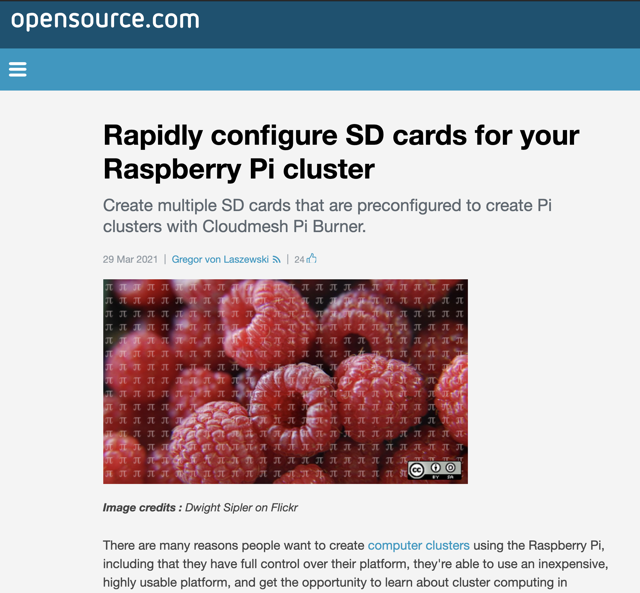 opensource.com
Rapidly configure SD cards for your
Raspberry Pi cluster
Create multiple SD cards that are preconfigured to create Pi
clusters with Cloudmesh Pi Burner.
29 Mar 2021 | Gregor von Laszewski | 24
cc BY SA
Image credits : Dwight Sipler on Flickr
There are many reasons people want to create computer clusters using the Raspberry Pi,
including that they have full control over their platform, they're able to use an inexpensive,
highly usable platform, and get the opportunity to learn about cluster computing in